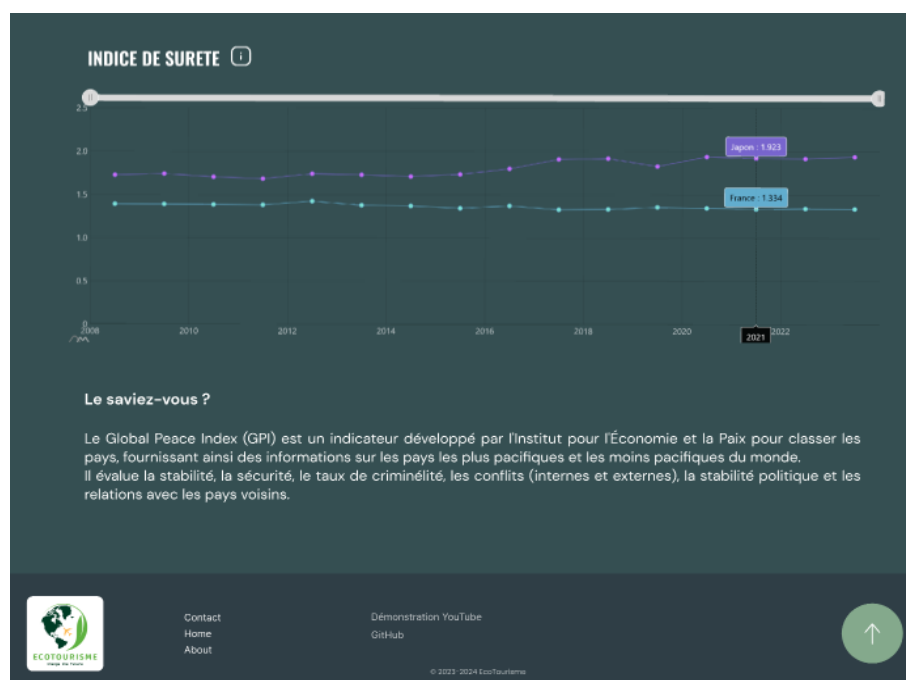 INDICE DE SURETE
2.5
2.0
1.5
1.0
0.5
0
Japon : 1.923
France : 1.334
2008 2010 2012 2014 2016 2018 2020 2021 2022
Le saviez-vous ?
Le Global Peace Index (GPI) est un indicateur développé par l'Institut pour l'Économie et la Paix pour classer les
pays, fournissant ainsi des informations sur les pays les plus pacifiques et les moins pacifiques du monde.
Il évalue la stabilité, la sécurité, le taux de criminélité, les conflits (internes et externes), la stabilité politique et les
relations avec les pays voisins.
ECOTOURISME
Contact
Home
About
Démonstration YouTube
GitHub
© 2023-2024 EcoTourisme